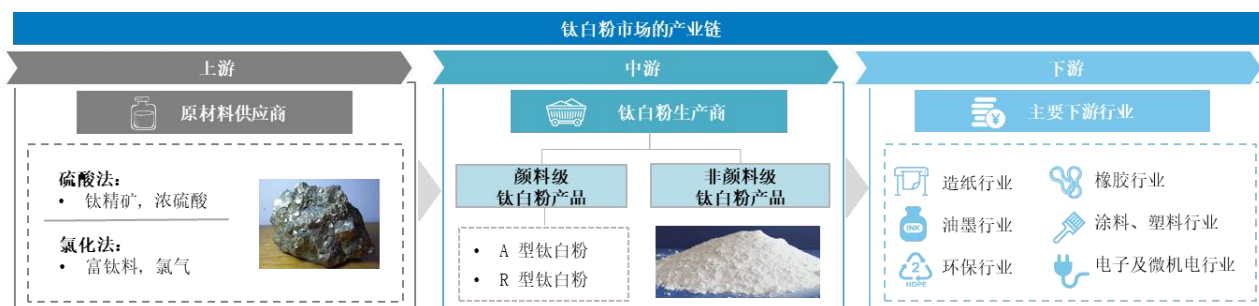 钛白粉市场的产业链
上游
原材料供应商
硫酸法：
• 钛精矿，浓硫酸
氯化法：
• 富钛料，氯气
中游
钛白粉生产商
颜料级
钛白粉产品
非颜料级
钛白粉产品
• A 型钛白粉
• R 型钛白粉
下游
¥
主要下游行业
造纸行业
橡胶行业
INK
油墨行业
涂料、塑料行业
2
HDPE
环保行业
电子及微机电行业